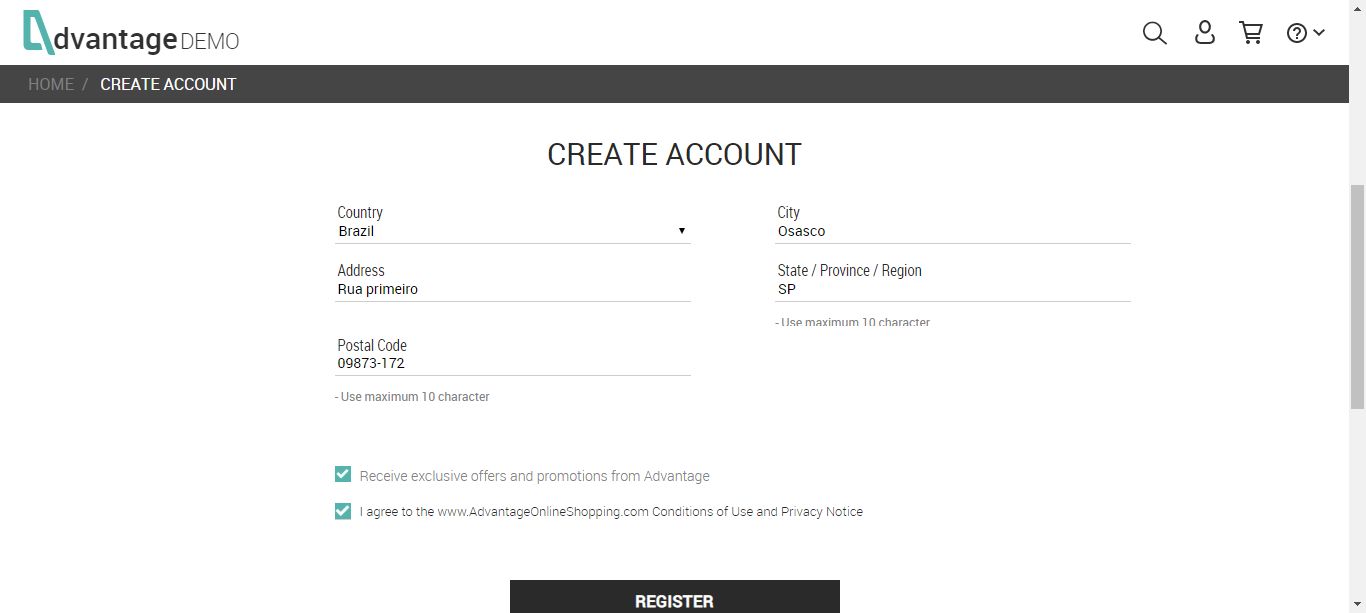 dvantage DEMO
HOME / CREATE ACCOUNT
CREATE ACCOUNT
Country
Brazil
City
Osasco
Address
Rua primeiro
State / Province / Region
SP
- Use maximum 10 character
Postal Code
09873-172
- Use maximum 10 character
Receive exclusive offers and promotions from Advantage
I agree to the www.AdvantageOnlineShopping.com Conditions of Use and Privacy Notice
REGISTER